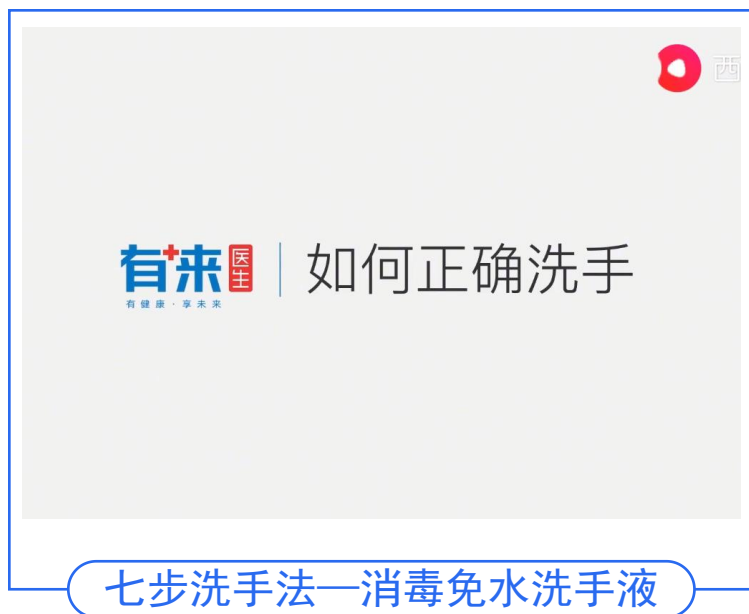 西
有来医生
如何正确洗手
有健康·享未来
七步洗手法—消毒免水洗手液